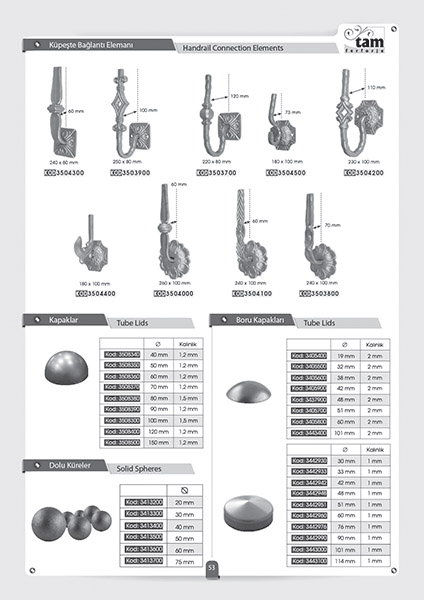 tam
ferforje
Küpeşte Bağlantı Elemanı
Handrail Connection Elements
60 mm
100 mm
120 mm
75 mm
110 mm
240 x 80 mm
250 x 80 mm
220 x 80 mm
180 x 100 mm
230 x 100 mm
KOD 3504300
KOD 3503900
KOD 3503700
KOD 3504500
KOD 3504200
60 mm
60 mm
70 mm
180 x 100 mm
260 x 100 mm
240 x 100 mm
240 x 100 mm
KOD 3504400
KOD 3504000
KOD 3504100
KOD 3503800
Kapaklar
Tube Lids
Ø Kalınlık
Kod: 3508340 40 mm 1,2 mm
Kod: 3508350 50 mm 1,2 mm
Kod: 3508360 60 mm 1,2 mm
Kod: 3508370 70 mm 1,2 mm
Kod: 3508380 80 mm 1,5 mm
Kod: 3508390 90 mm 1,2 mm
Kod: 3508300 100 mm 1,5 mm
Kod: 3508400 120 mm 1,2 mm
Kod: 3508500 150 mm 1,2 mm
Boru Kapakları
Tube Lids
Ø Kalınlık
Kod: 3405400 19 mm 2 mm
Kod: 3405500 32 mm 2 mm
Kod: 3405600 38 mm 2 mm
Kod: 3405900 42 mm 2 mm
Kod: 3437900 48 mm 2 mm
Kod: 3405700 51 mm 2 mm
Kod: 3405800 60 mm 2 mm
Kod: 3443400 101 mm 2 mm
Ø Kalınlık
Kod: 3442930 30 mm 1 mm
Kod: 3442933 33 mm 1 mm
Kod: 3442942 42 mm 1 mm
Kod: 3442948 48 mm 1 mm
Kod: 3442951 51 mm 1 mm
Kod: 3442960 60 mm 1 mm
Kod: 3442976 76 mm 1 mm
Kod: 3442990 90 mm 1 mm
Kod: 3443000 101 mm 1 mm
Kod: 3443100 114 mm 1 mm
Dolu Küreler
Solid Spheres
Ø
Kod: 3413200 20 mm
Kod: 3413300 30 mm
Kod: 3413400 40 mm
Kod: 3413500 50 mm
Kod: 3413600 60 mm
Kod: 3413700 75 mm
53